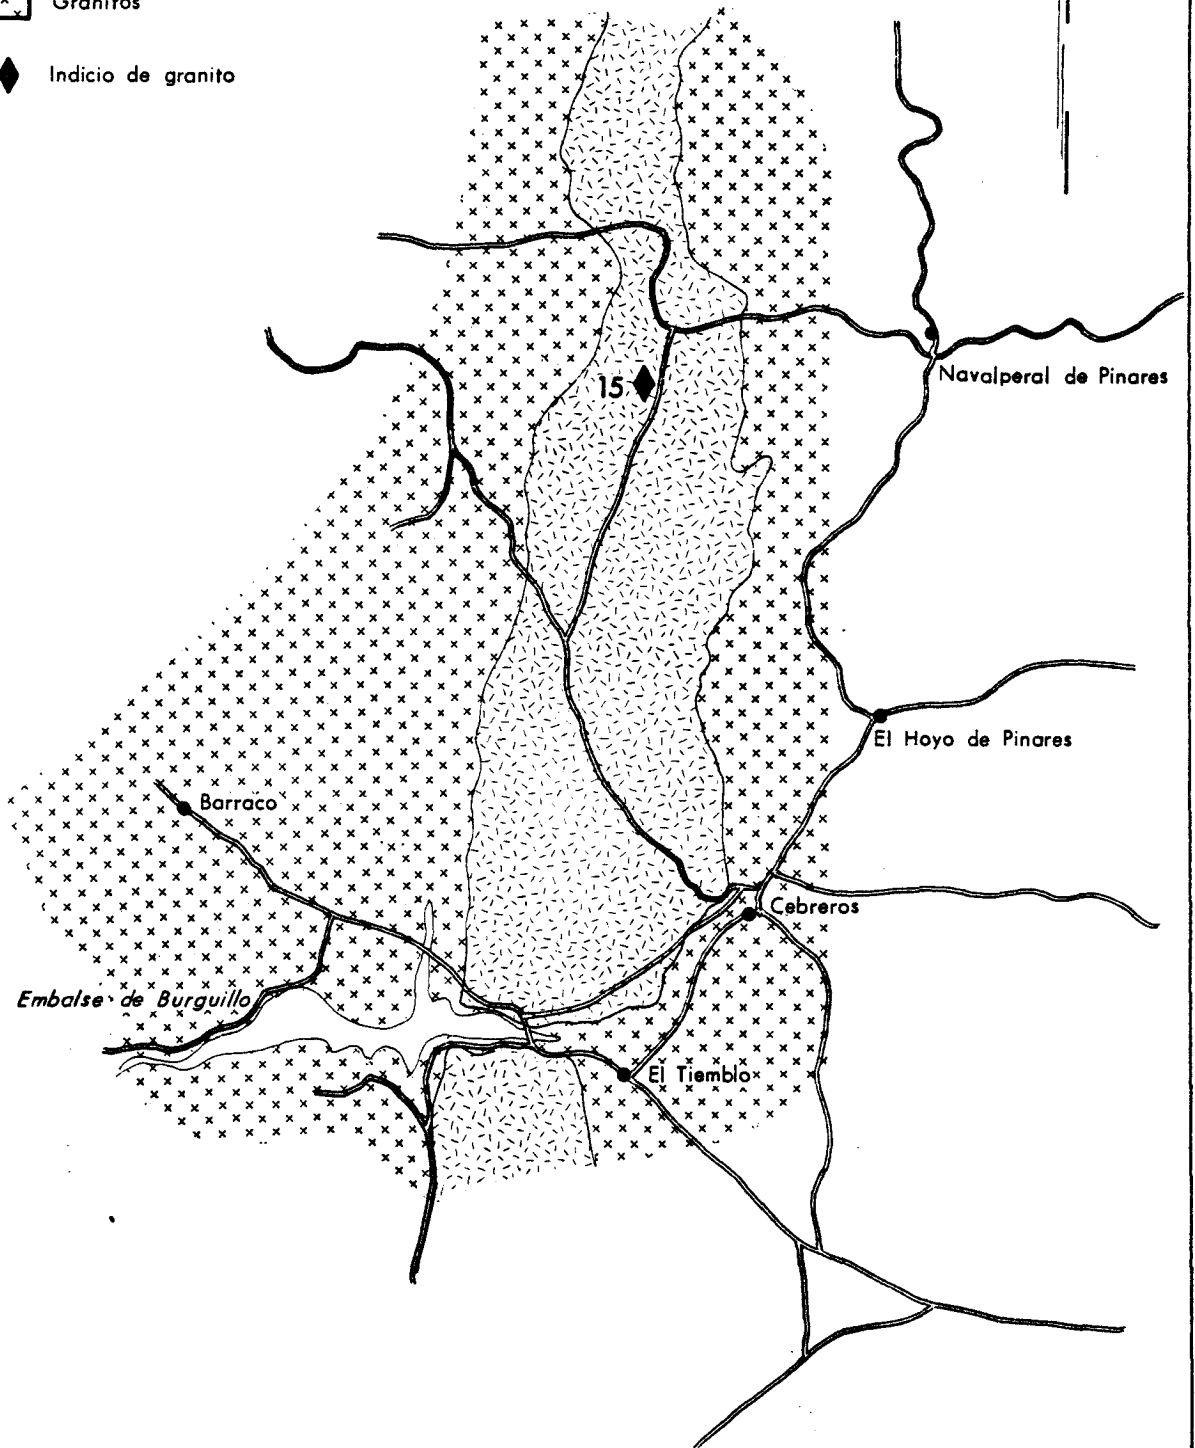 Granitos
Indicio de granito
15
Navalperal de Pinares
El Hoyo de Pinares
Barraco
Cebreros
Embalse de Burguillo
El Tiemblo